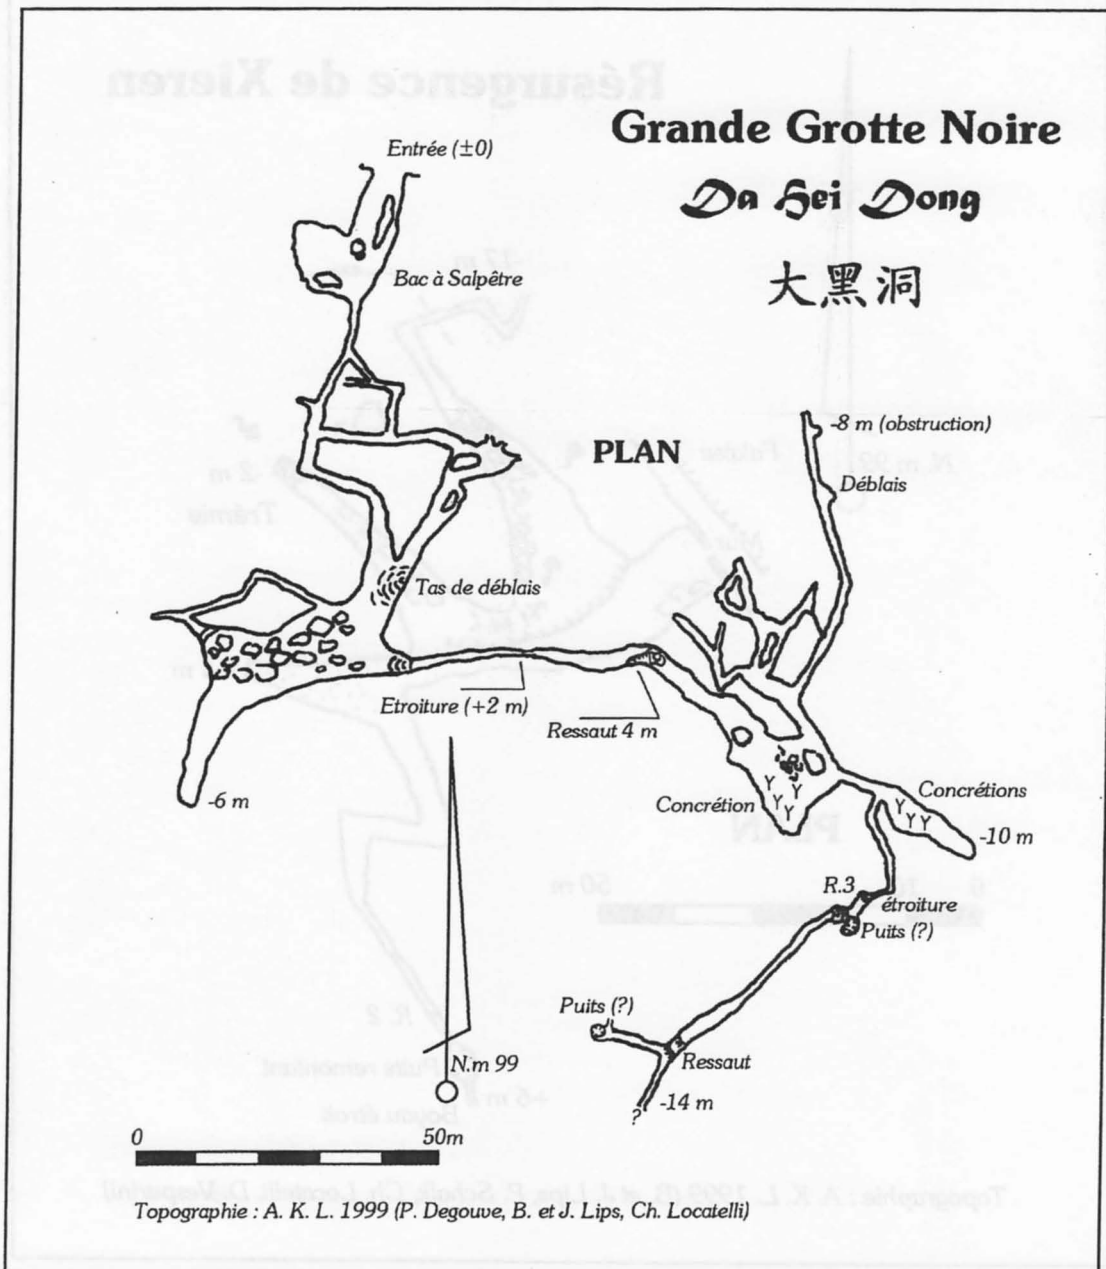 Grande Grotte Noire
Da Hei Dong
大黑洞
Entrée (±0)
Bac à Salpêtre
PLAN
-8 m (obstruction)
Déblais
Tas de déblais
Etroiture (+2 m)
Ressaut 4 m
-6 m
Concrétion
Concrétions
-10 m
R.3
étroiture
Puits (?)
Puits (?)
Ressaut
-14 m
?
N.m 99
0 50m
Topographie : A. K. L. 1999 (P. Degouve, B. et J. Lips, Ch. Locatelli)